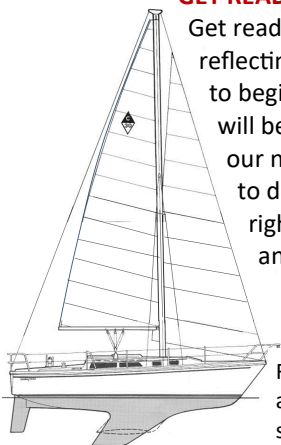 GET READ
Get read
reflectin
to begi
will be
our n
to d
righ
an
F
a
s